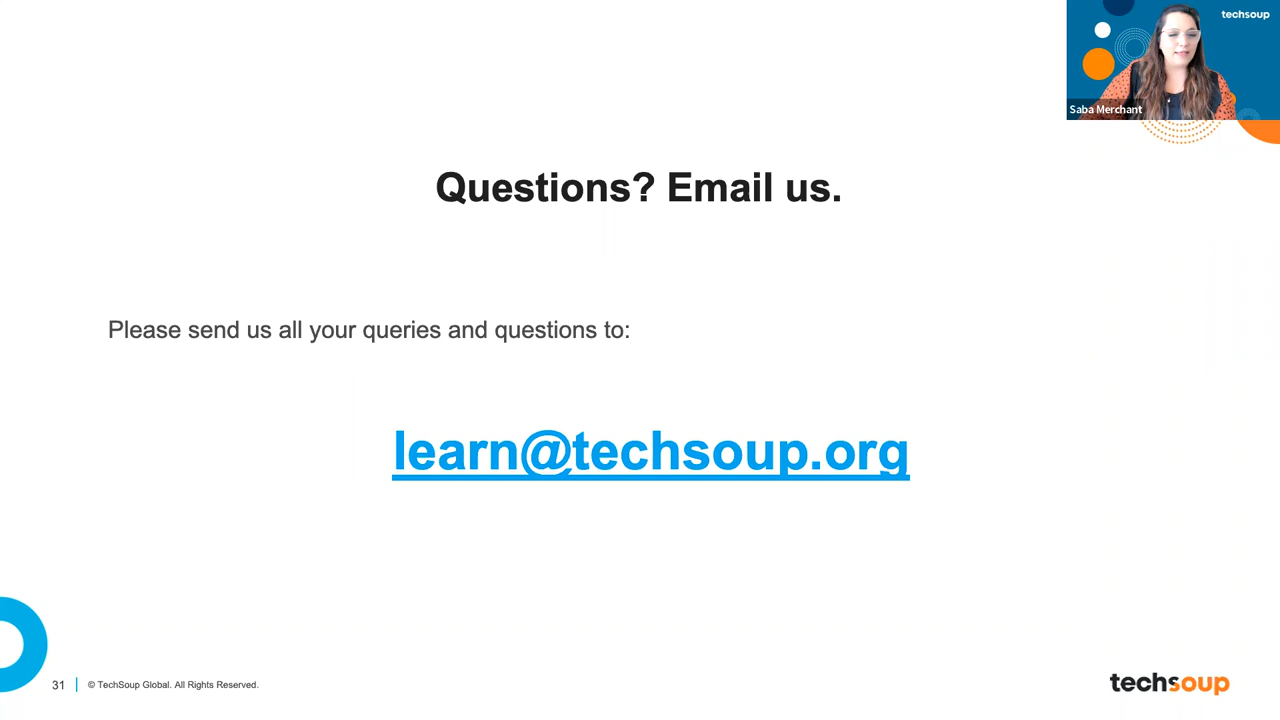 techsoup
Saba Merchant
Questions? Email us.
Please send us all your queries and questions to:
learn@techsoup.org
31
© TechSoup Global. All Rights Reserved.
techsoup